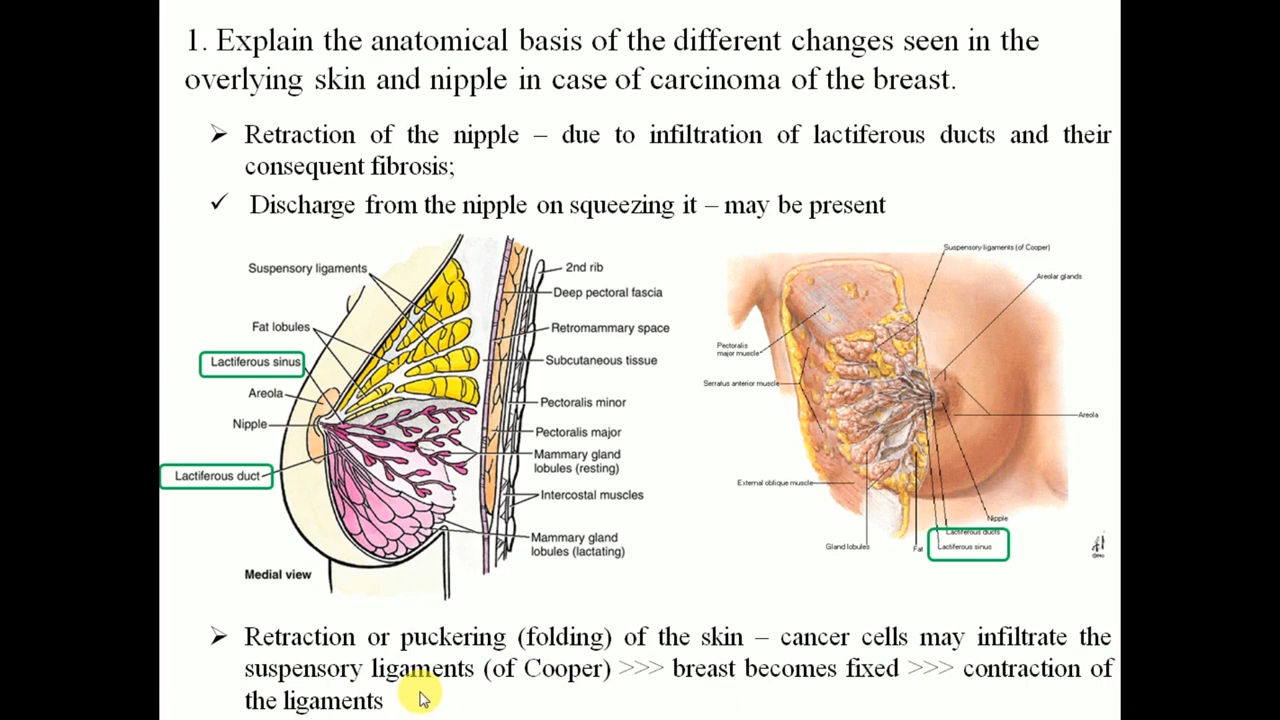 1. Explain the anatomical basis of the different changes seen in the
overlying skin and nipple in case of carcinoma of the breast.
➢ Retraction of the nipple – due to infiltration of lactiferous ducts and their
consequent fibrosis;
✓ Discharge from the nipple on squeezing it – may be present
Suspensory ligaments
Fat lobules
Lactiferous sinus
Areola
Nipple
Lactiferous duct
Medial view
2nd rib
Deep pectoral fascia
Retromammary space
Subcutaneous tissue
Pectoralis minor
Pectoralis major
Mammary gland
lobules (resting)
Intercostal muscles
Mammary gland
lobules (lactating)
Suspensory ligaments (of Cooper)
Areolar glands
Pectoralis
major muscle
Serratus anterior muscle
Areola
External oblique muscle
Nipple
Lactiferous ducts
Gland lobules
Fat
Lactiferous sinus
➢ Retraction or puckering (folding) of the skin – cancer cells may infiltrate the
suspensory ligaments (of Cooper) >>> breast becomes fixed >>> contraction of
the ligaments